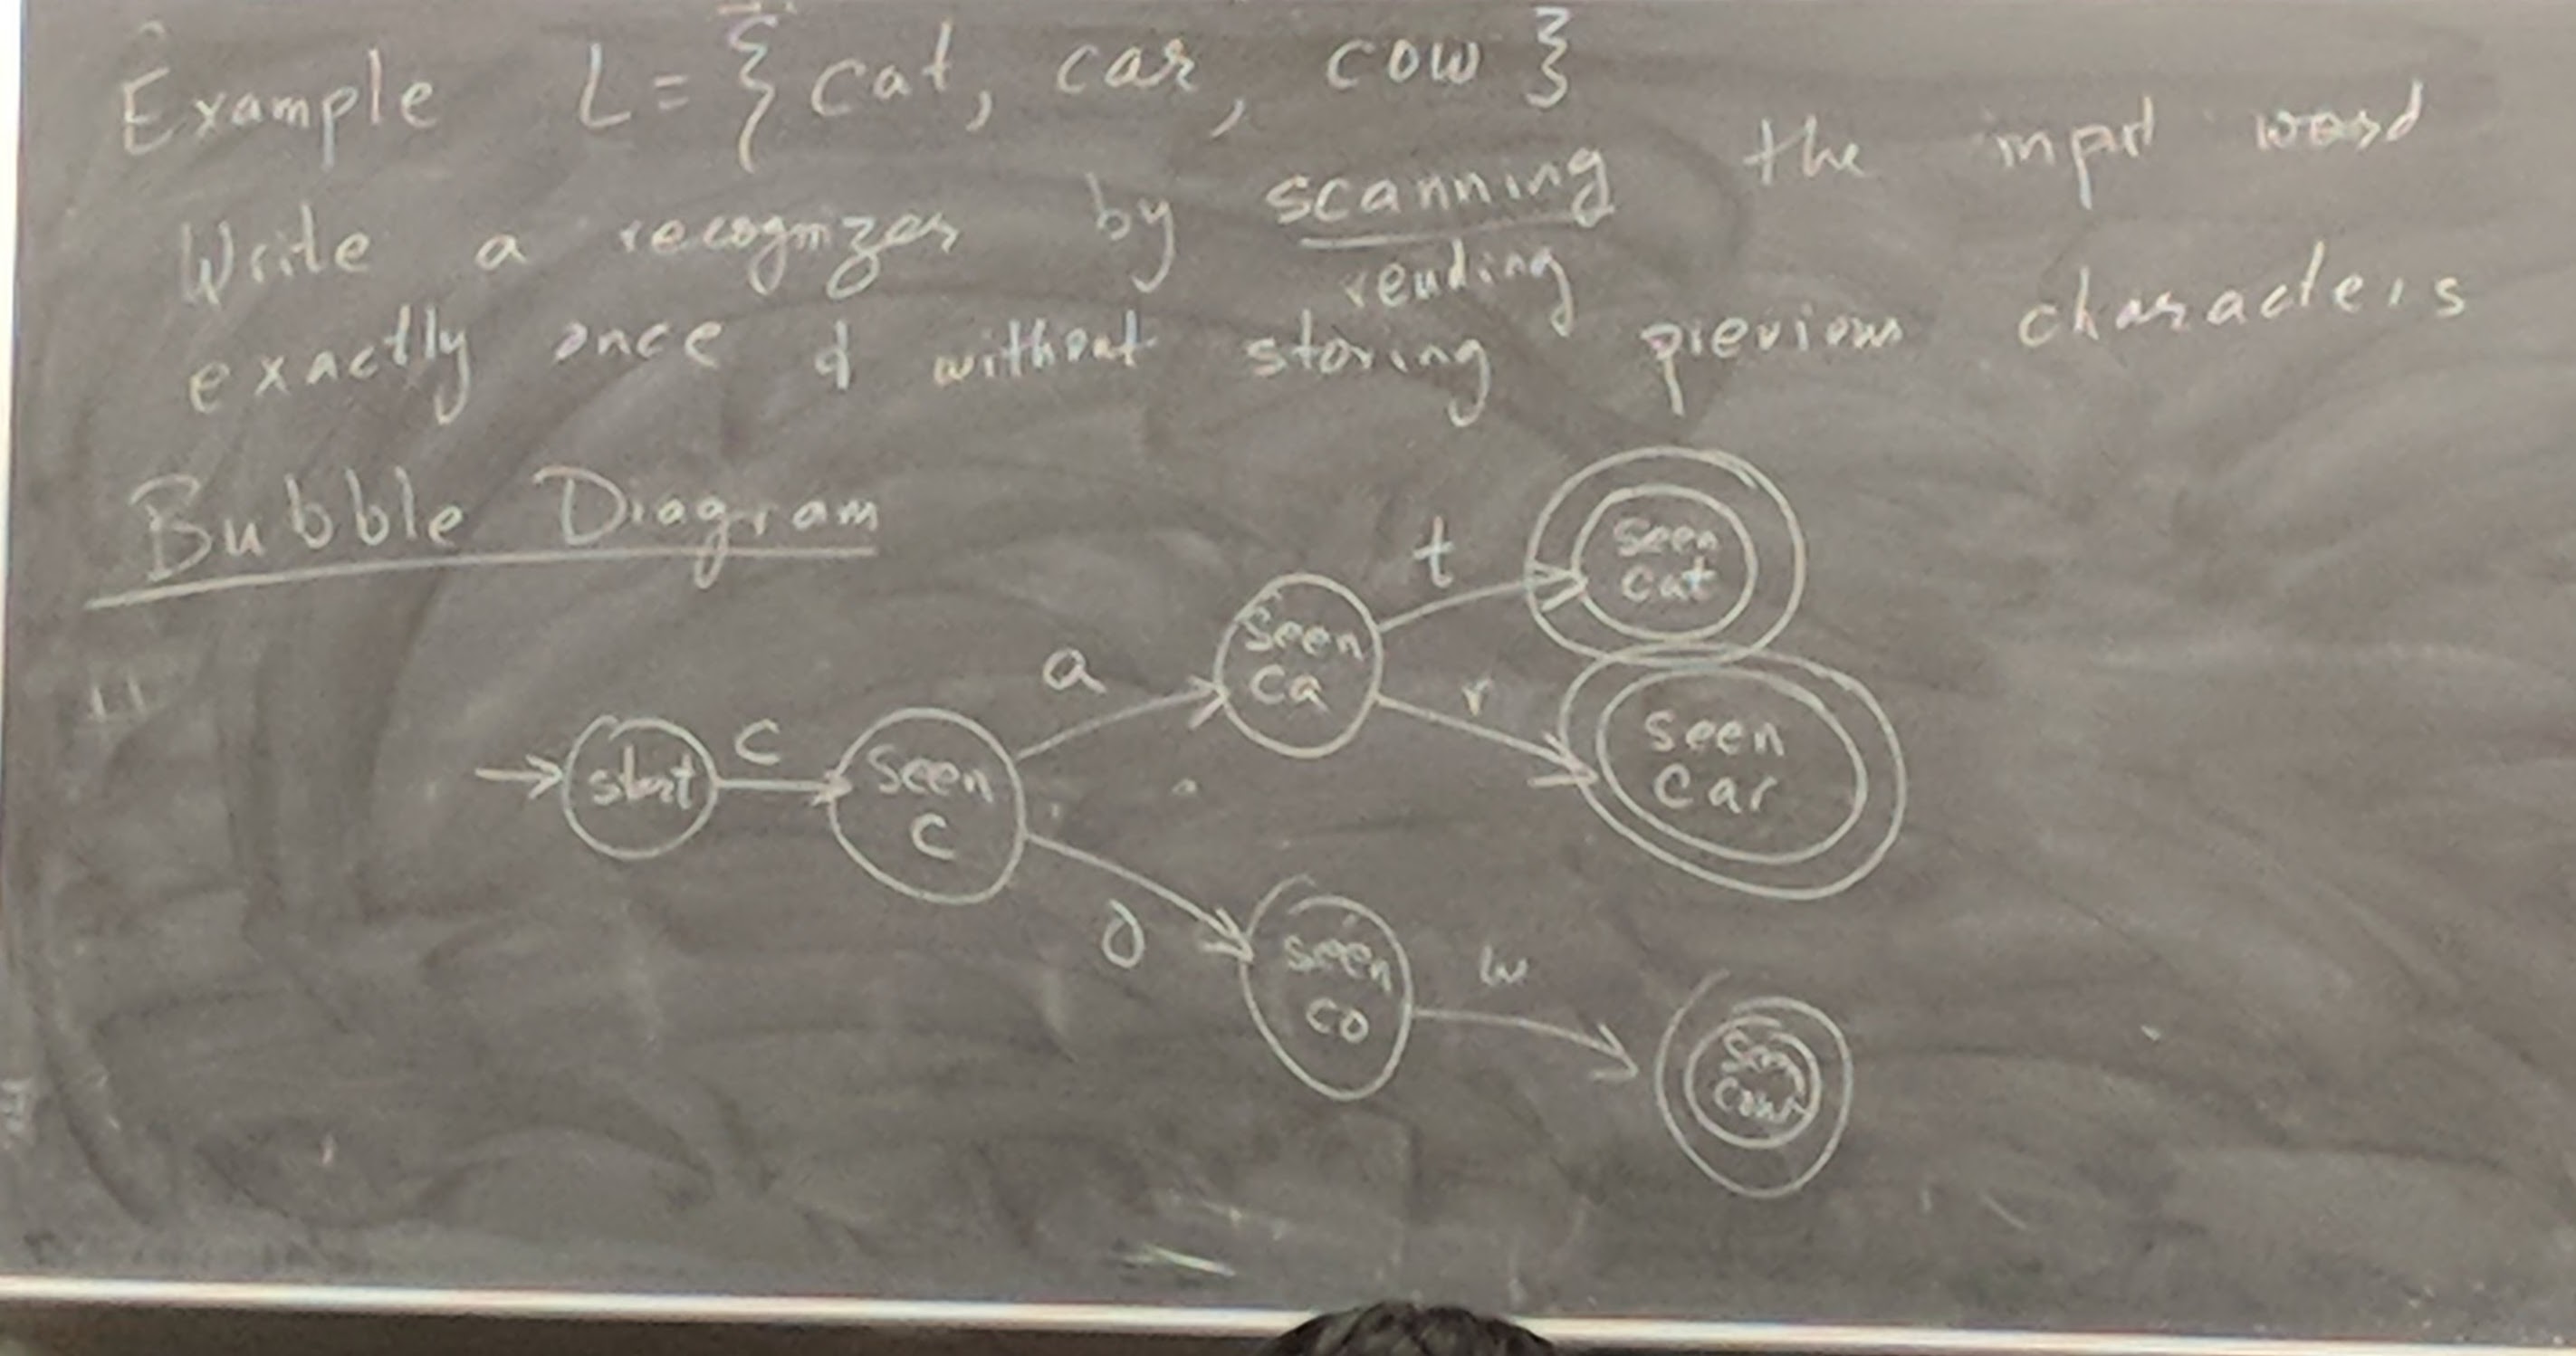 Example L = { cat, car, cow }
Write a recognizer by scanning the input word
reading
exactly once & without storing previous characters
Bubble Diagram
t
seen
cat
a
seen
ca
r
seen
car
start
c
seen
c
o
seen
co
w
seen
cow